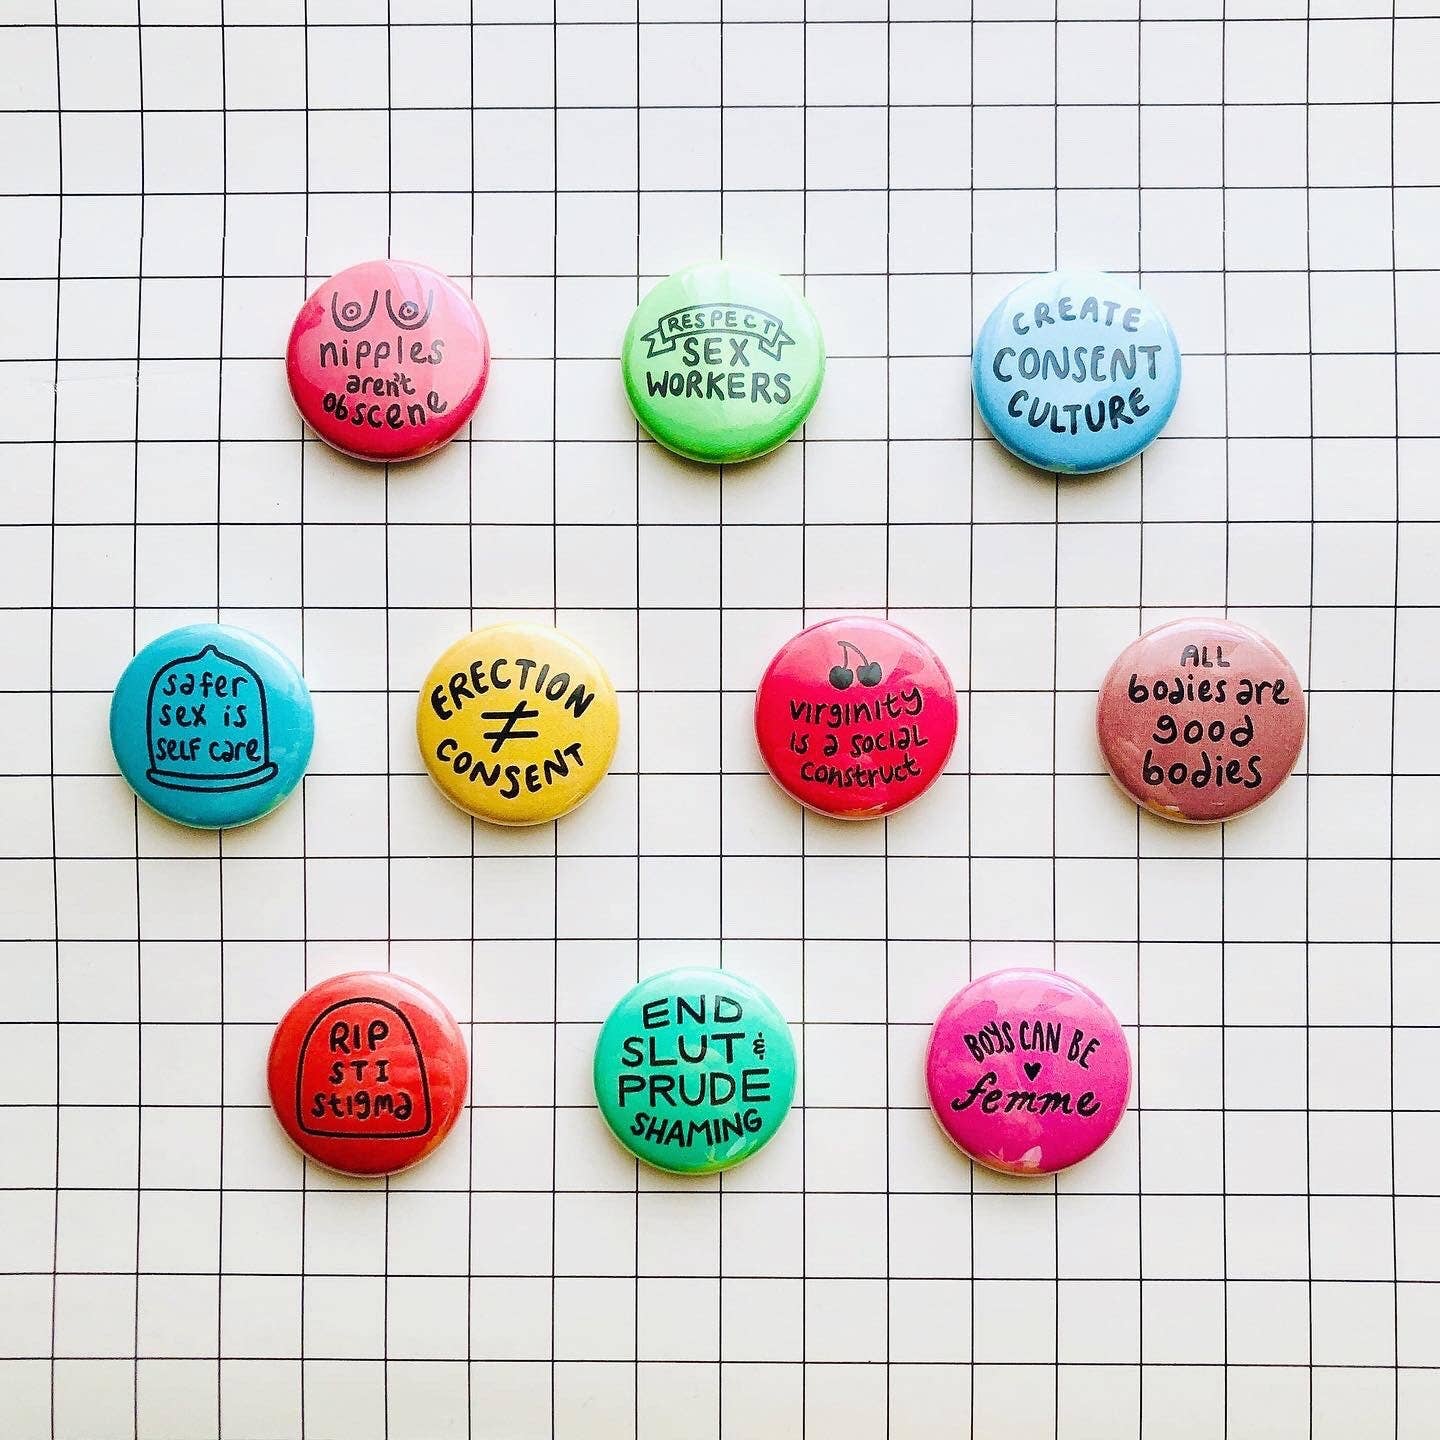 nipples
aren't
obscene
RESPECT
SEX
WORKERS
CREATE
CONSENT
CULTURE
safer
sex is
self care
ERECTION
≠
CONSENT
virginity
is a social
construct
ALL
bodies are
good
bodies
RIP
STI
stigma
END
SLUT &
PRUDE
SHAMING
BOYS CAN BE
femme